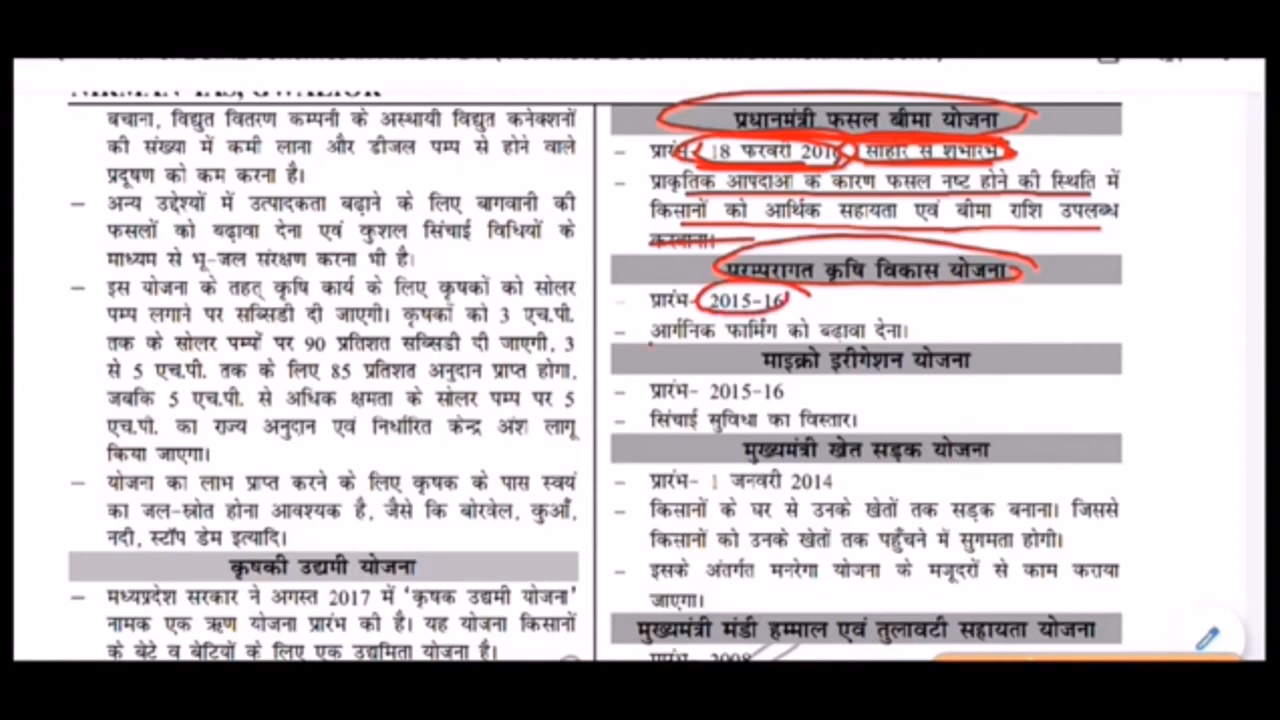 NIRMAN IAS, GWALIOR
बचाना, विद्युत वितरण कम्पनी के अस्थायी विद्युत कनेक्शनों
की संख्या में कमी लाना और डीजल पम्प से होने वाले
प्रदूषण को कम करना है।
– अन्य उद्देश्यों में उत्पादकता बढ़ाने के लिए बागवानी की
फसलों को बढ़ावा देना एवं कुशल सिंचाई विधियों के
माध्यम से भू-जल संरक्षण करना भी है।
– इस योजना के तहत् कृषि कार्य के लिए कृषकों को सोलर
पम्प लगाने पर सब्सिडी दी जाएगी। कृषकों को 3 एच.पी.
तक के सोलर पम्पों पर 90 प्रतिशत सब्सिडी दी जाएगी, 3
से 5 एच.पी. तक के लिए 85 प्रतिशत अनुदान प्राप्त होगा,
जबकि 5 एच.पी. से अधिक क्षमता के सोलर पम्प पर 5
एच.पी. का राज्य अनुदान एवं निर्धारित केन्द्र अंश लागू
किया जाएगा।
– योजना का लाभ प्राप्त करने के लिए कृषक के पास स्वयं
का जल-स्रोत होना आवश्यक है, जैसे कि बोरवेल, कुआँ,
नदी, स्टॉप डेम इत्यादि।
कृषकी उद्यमी योजना
– मध्यप्रदेश सरकार ने अगस्त 2017 में 'कृषक उद्यमी योजना'
नामक एक ऋण योजना प्रारंभ की है। यह योजना किसानों
के बेटे व बेटियों के लिए एक उद्यमिता योजना है।
प्रधानमंत्री फसल बीमा योजना
– प्रारंभ- 18 फरवरी 2016 सीहोर से शुभारंभ
– प्राकृतिक आपदाओं के कारण फसल नष्ट होने की स्थिति में
किसानों को आर्थिक सहायता एवं बीमा राशि उपलब्ध
करवाना।
परम्परागत कृषि विकास योजना
प्रारंभ- 2015-16
– आर्गनिक फार्मिंग को बढ़ावा देना।
माइक्रो इरीगेशन योजना
– प्रारंभ- 2015-16
– सिंचाई सुविधा का विस्तार।
मुख्यमंत्री खेत सड़क योजना
– प्रारंभ- 1 जनवरी 2014
– किसानों के घर से उनके खेतों तक सड़क बनाना। जिससे
किसानों को उनके खेतों तक पहुँचने में सुगमता होगी।
– इसके अंतर्गत मनरेगा योजना के मजदूरों से काम कराया
जाएगा।
मुख्यमंत्री मंडी हम्माल एवं तुलावटी सहायता योजना
प्रारंभ- 2008